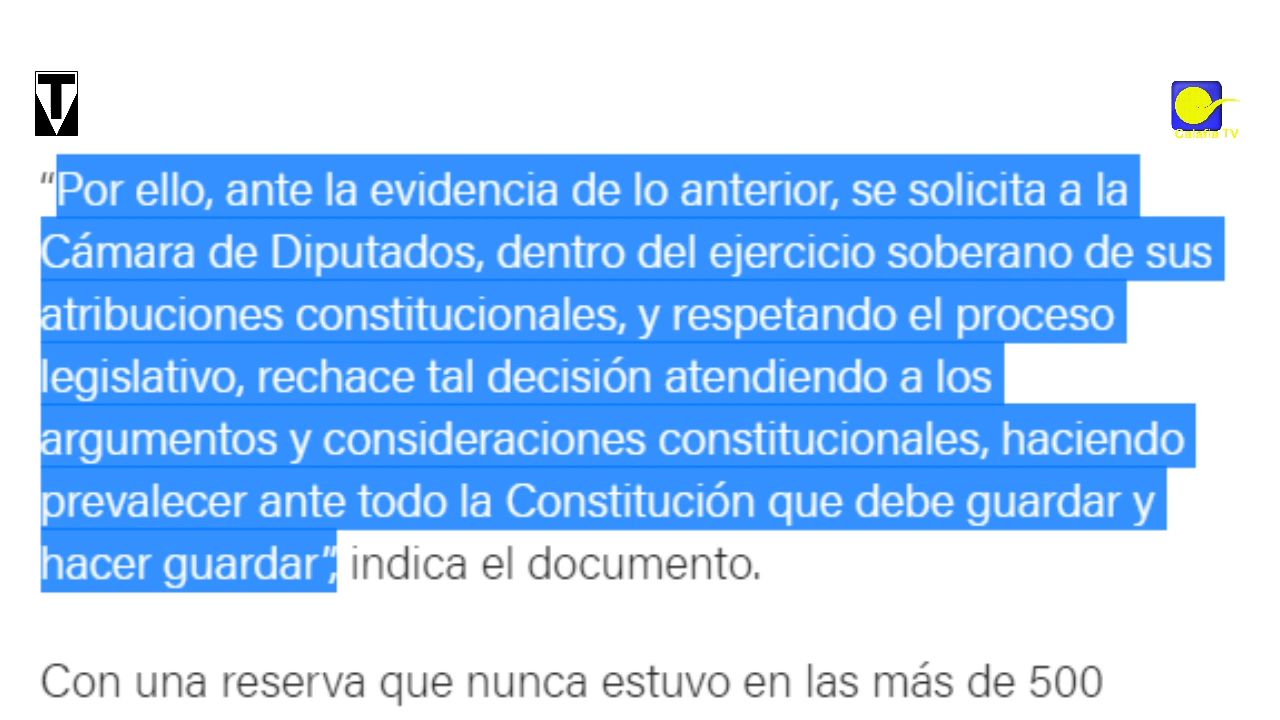 TV
Calafia TV
“Por ello, ante la evidencia de lo anterior, se solicita a la
Cámara de Diputados, dentro del ejercicio soberano de sus
atribuciones constitucionales, y respetando el proceso
legislativo, rechace tal decisión atendiendo a los
argumentos y consideraciones constitucionales, haciendo
prevalecer ante todo la Constitución que debe guardar y
hacer guardar”, indica el documento.
Con una reserva que nunca estuvo en las más de 500